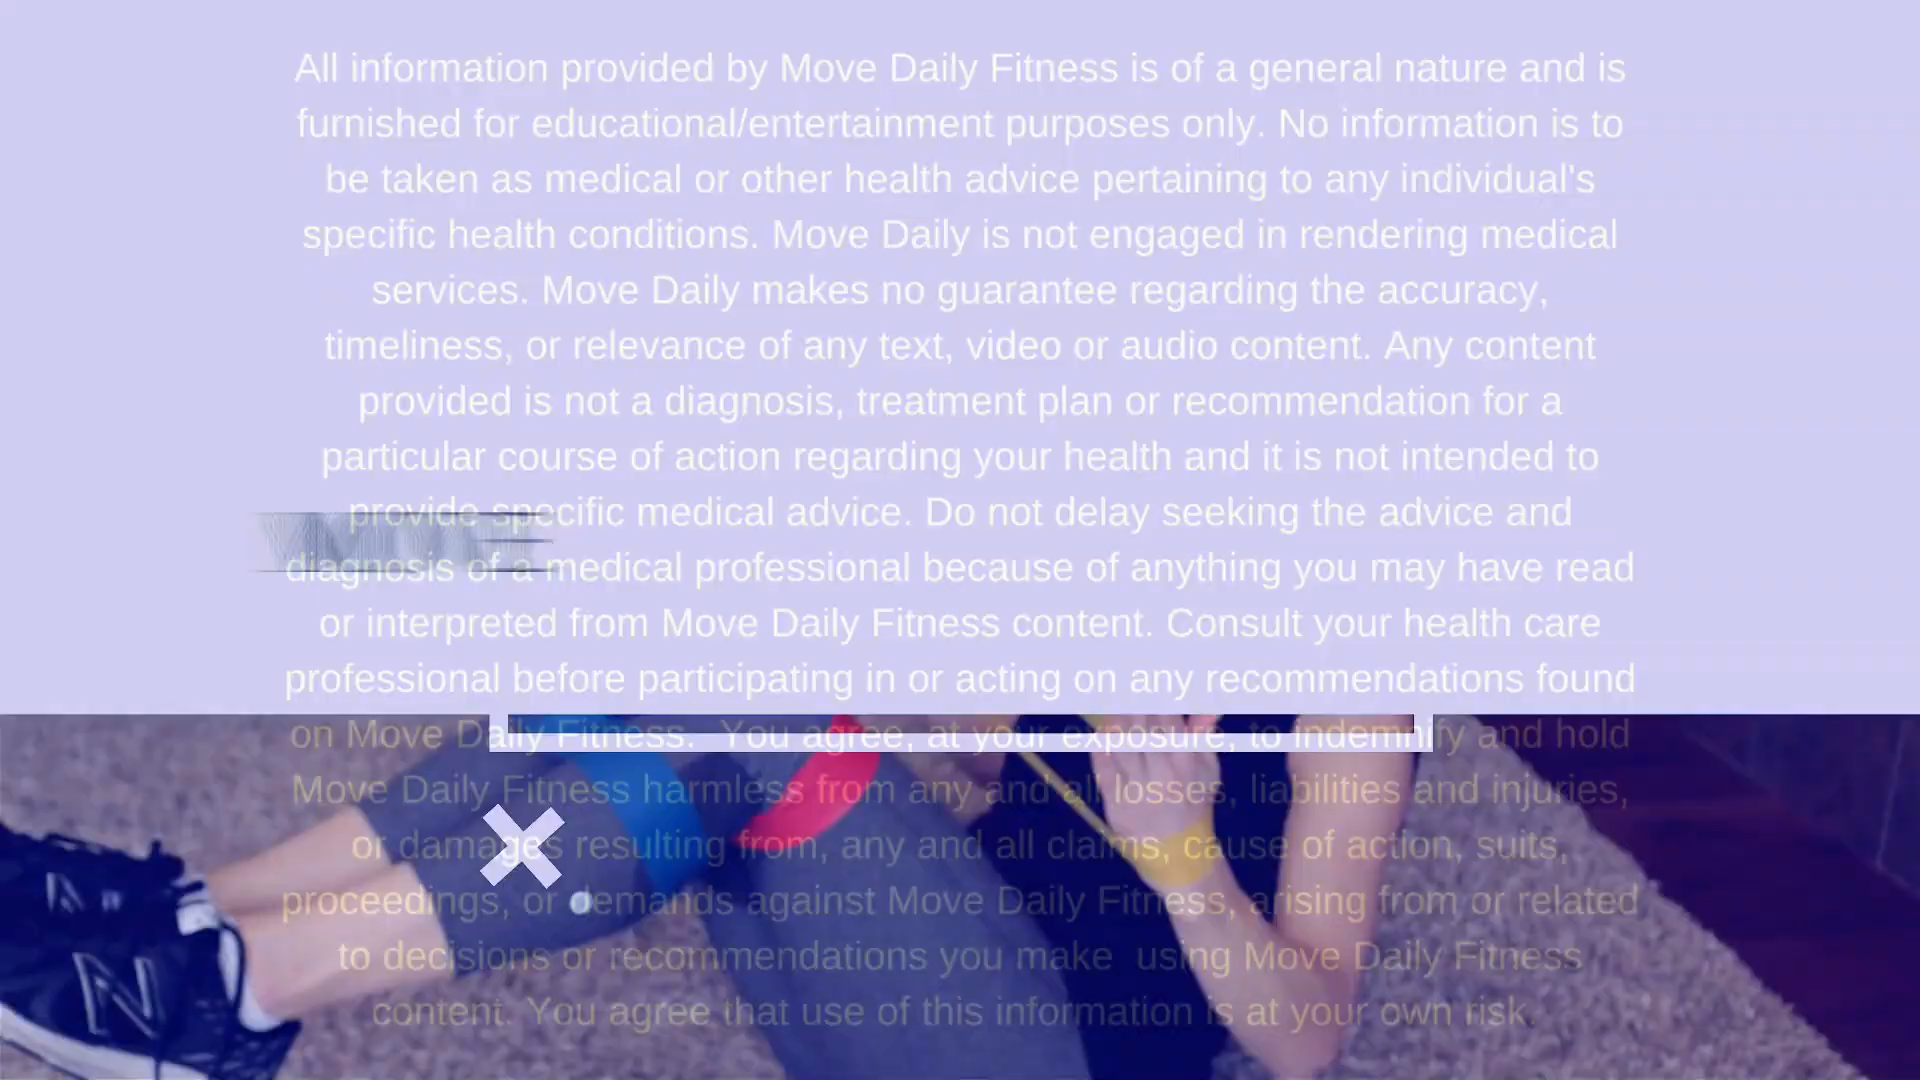 All information provided by Move Daily Fitness is of a general nature and is
furnished for educational/entertainment purposes only. No information is to
be taken as medical or other health advice pertaining to any individual's
specific health conditions. Move Daily is not engaged in rendering medical
services. Move Daily makes no guarantee regarding the accuracy,
timeliness, or relevance of any text, video or audio content. Any content
provided is not a diagnosis, treatment plan or recommendation for a
particular course of action regarding your health and it is not intended to
provide specific medical advice. Do not delay seeking the advice and
diagnosis of a medical professional because of anything you may have read
or interpreted from Move Daily Fitness content. Consult your health care
professional before participating in or acting on any recommendations found
on Move Daily Fitness. You agree, at your exposure, to indemnify and hold
Move Daily Fitness harmless from any and all losses, liabilities and injuries,
or damages resulting from, any and all claims, cause of action, suits,
proceedings, or demands against Move Daily Fitness, arising from or related
to decisions or recommendations you make using Move Daily Fitness
content. You agree that use of this information is at your own risk.
N